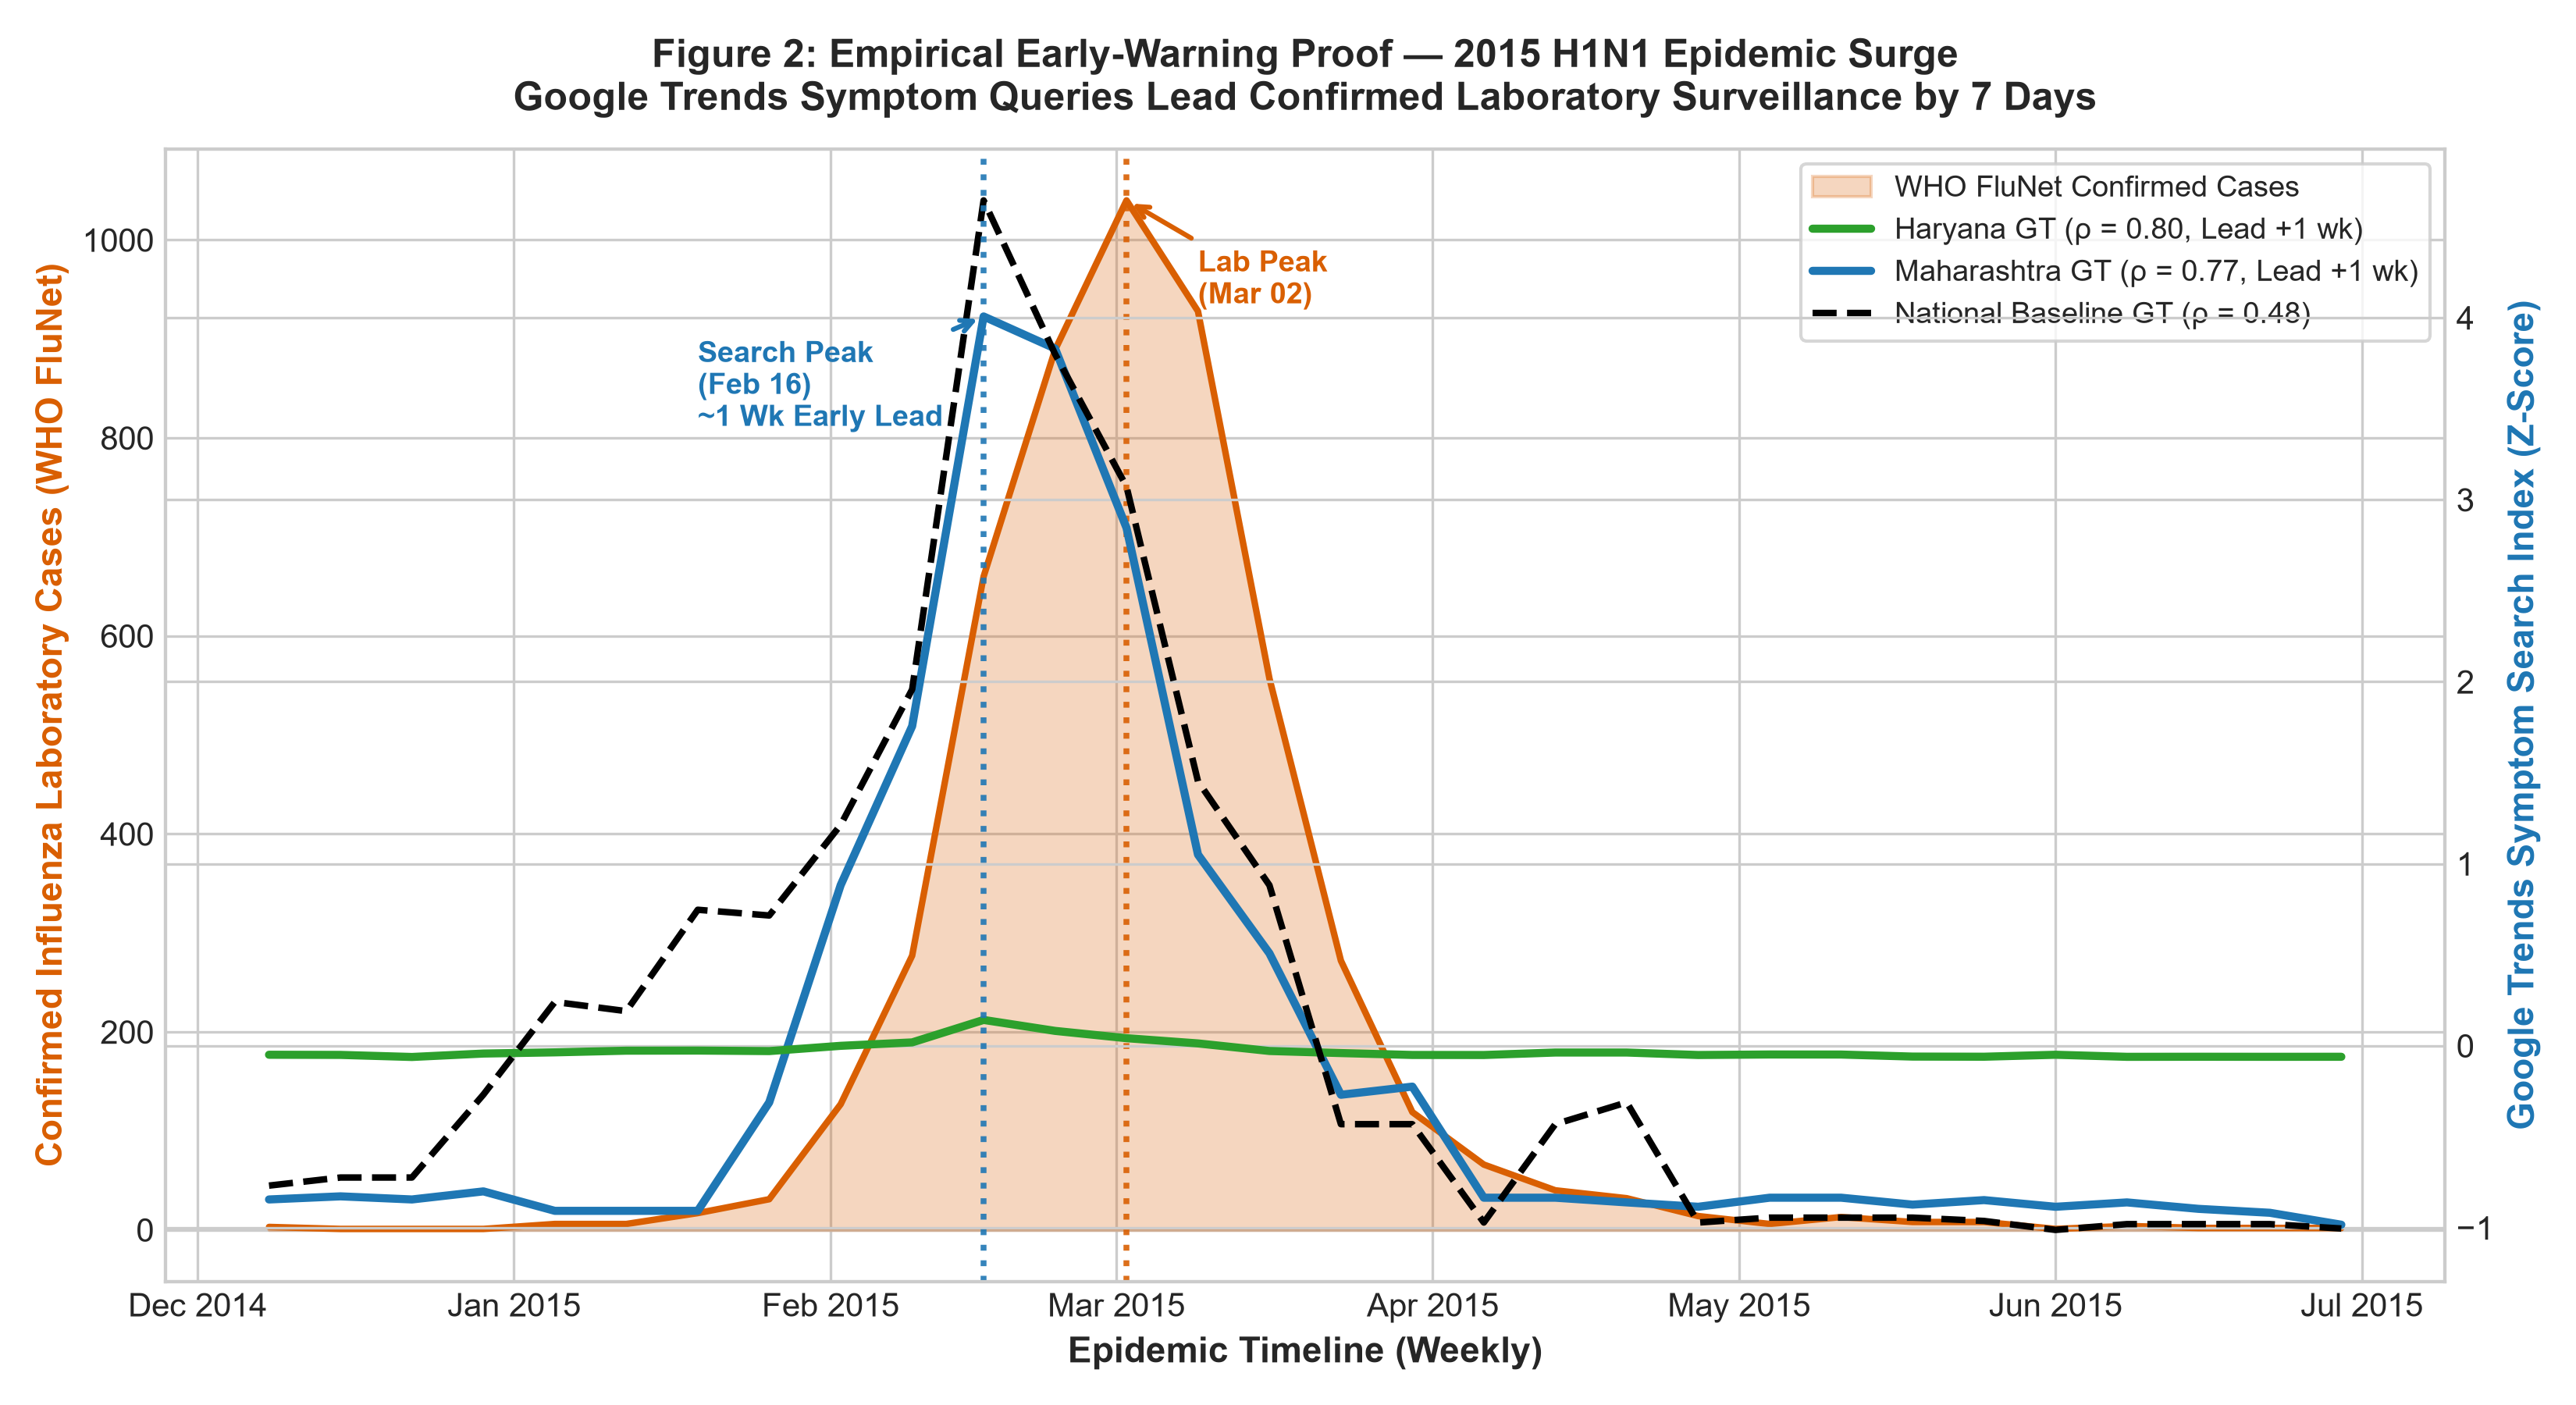 Figure 2: Empirical Early-Warning Proof — 2015 H1N1 Epidemic Surge
Google Trends Symptom Queries Lead Confirmed Laboratory Surveillance by 7 Days
WHO FluNet Confirmed Cases
Haryana GT (ρ = 0.80, Lead +1 wk)
Maharashtra GT (ρ = 0.77, Lead +1 wk)
National Baseline GT (ρ = 0.48)
Lab Peak
(Mar 02)
Search Peak
(Feb 16)
~1 Wk Early Lead
Confirmed Influenza Laboratory Cases (WHO FluNet)
1000
800
600
400
200
0
Google Trends Symptom Search Index (Z-Score)
4
3
2
1
0
−1
Dec 2014
Jan 2015
Feb 2015
Mar 2015
Apr 2015
May 2015
Jun 2015
Jul 2015
Epidemic Timeline (Weekly)